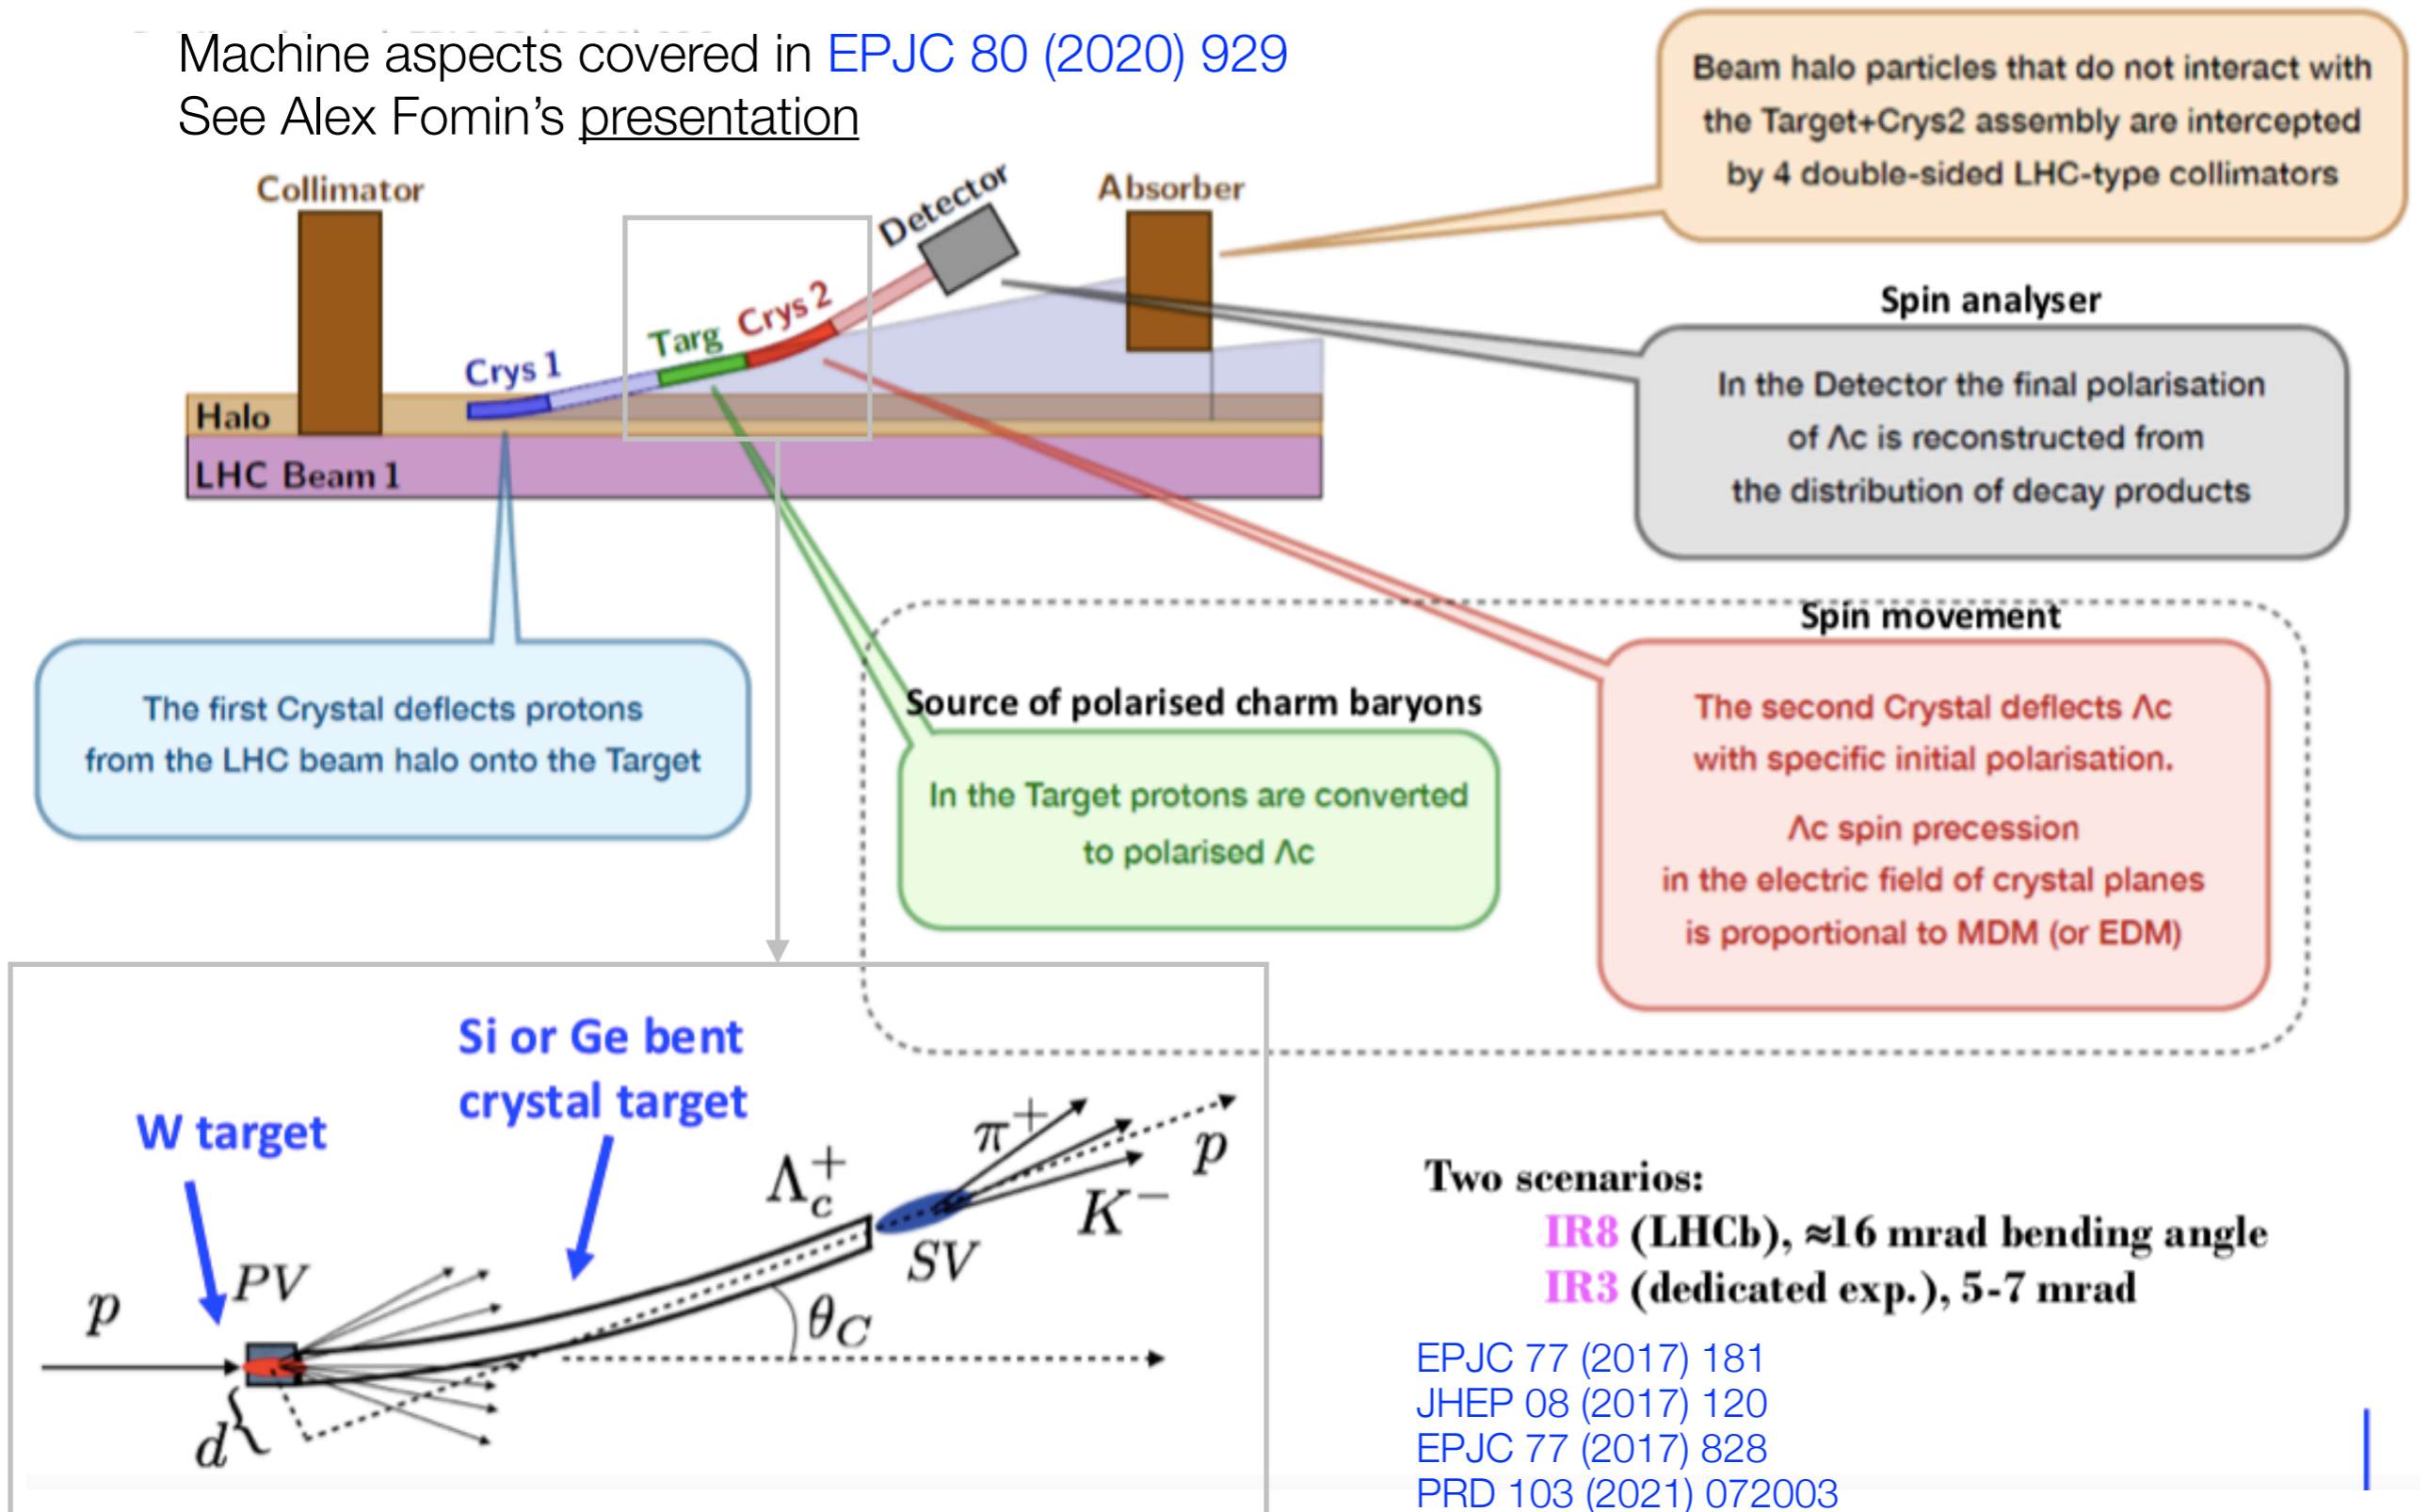 Machine aspects covered in EPJC 80 (2020) 929
See Alex Fomin's presentation
Beam halo particles that do not interact with
the Target+Crys2 assembly are intercepted
by 4 double-sided LHC-type collimators
Collimator
Detector
Absorber
Crys 1
Targ
Crys 2
Halo
LHC Beam 1
Spin analyser
In the Detector the final polarisation
of Λc is reconstructed from
the distribution of decay products
The first Crystal deflects protons
from the LHC beam halo onto the Target
Source of polarised charm baryons
In the Target protons are converted
to polarised Λc
Spin movement
The second Crystal deflects Λc
with specific initial polarisation.
Λc spin precession
in the electric field of crystal planes
is proportional to MDM (or EDM)
Si or Ge bent
crystal target
W target
p
PV
d
Λc+
θC
SV
π+
p
K−
Two scenarios:
IR8 (LHCb), ≈16 mrad bending angle
IR3 (dedicated exp.), 5-7 mrad
EPJC 77 (2017) 181
JHEP 08 (2017) 120
EPJC 77 (2017) 828
PRD 103 (2021) 072003